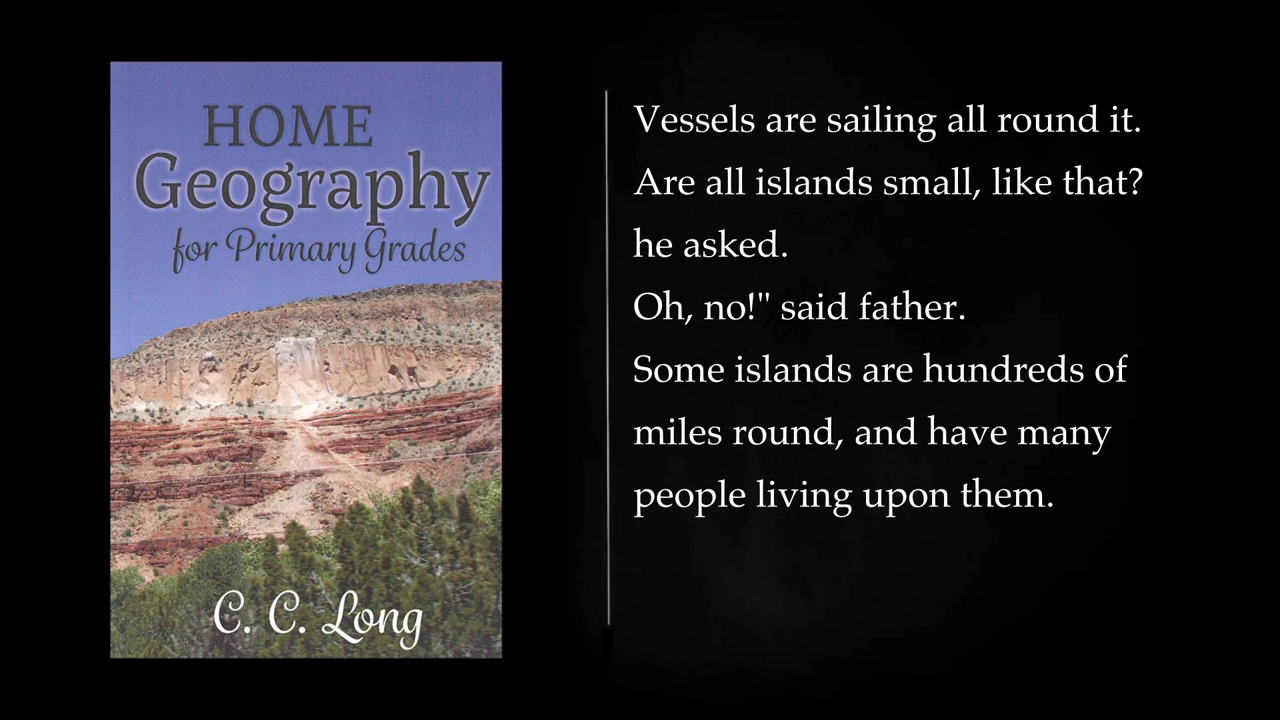 HOME
Geography
for Primary Grades
C. C. Long
Vessels are sailing all round it.
Are all islands small, like that?
he asked.
Oh, no!" said father.
Some islands are hundreds of
miles round, and have many
people living upon them.